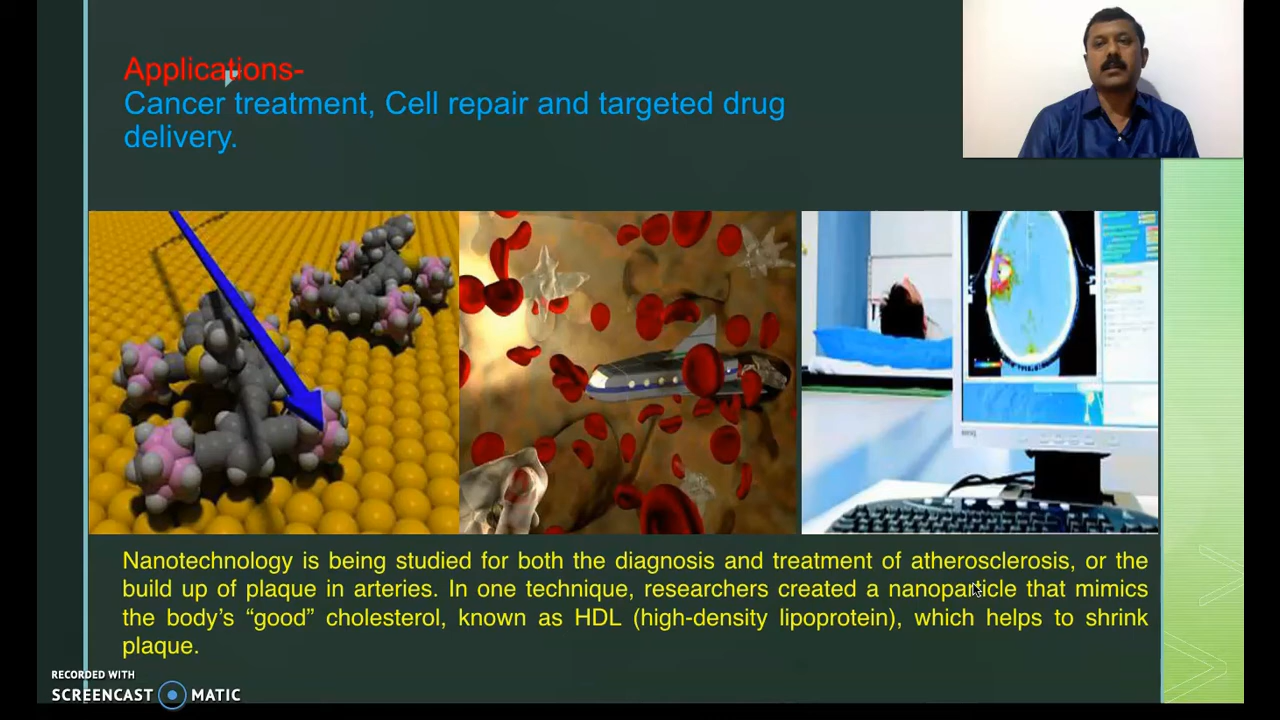 Applications-
Cancer treatment, Cell repair and targeted drug
delivery.
Nanotechnology is being studied for both the diagnosis and treatment of atherosclerosis, or the
build up of plaque in arteries. In one technique, researchers created a nanoparticle that mimics
the body’s “good” cholesterol, known as HDL (high-density lipoprotein), which helps to shrink
plaque.
RECORDED WITH
SCREENCAST MATIC